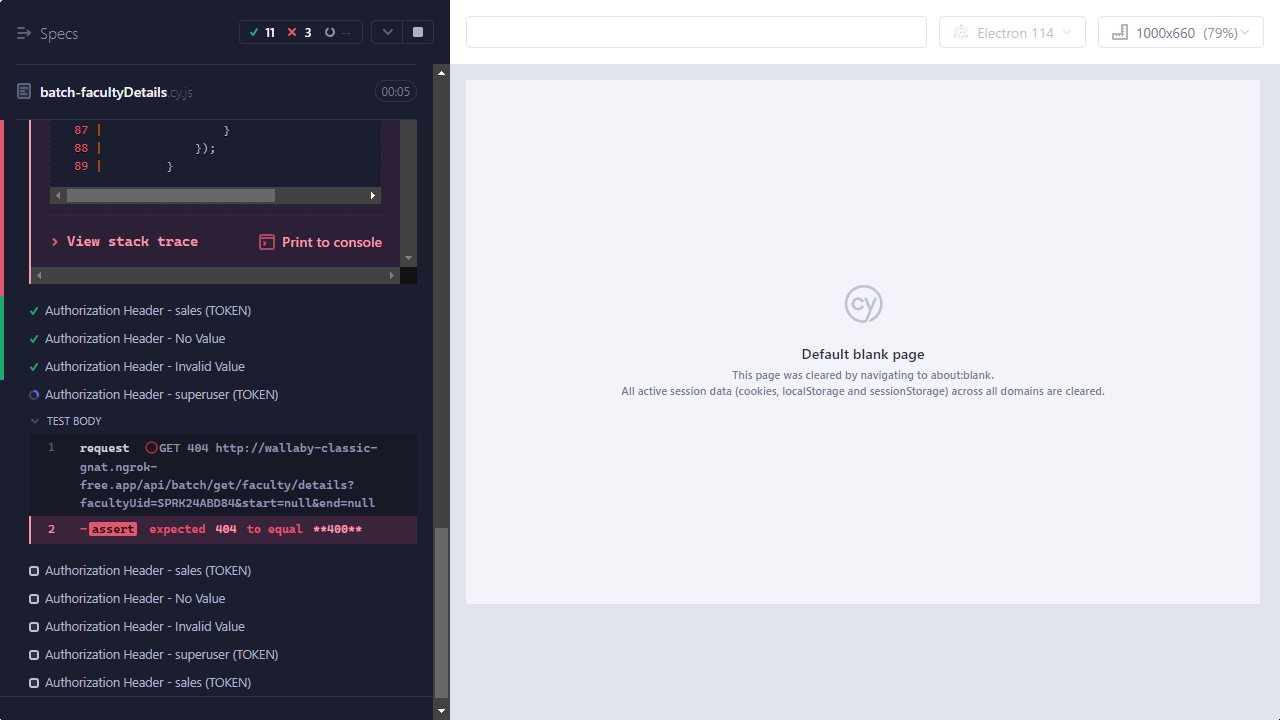 Specs
11 3 --
Electron 114
1000x660 (79%)
batch-facultyDetails.cy.js
00:05
87 | }
88 | });
89 | }
View stack trace
Print to console
Authorization Header - sales (TOKEN)
Authorization Header - No Value
Authorization Header - Invalid Value
Authorization Header - superuser (TOKEN)
TEST BODY
1 request GET 404 http://wallaby-classic-
gnat.ngrok-
free.app/api/batch/get/faculty/details?
factultyUid=SPRK24ABD84&start=null&end=null
2 -assert expected 404 to equal **400**
Authorization Header - sales (TOKEN)
Authorization Header - No Value
Authorization Header - Invalid Value
Authorization Header - superuser (TOKEN)
Authorization Header - sales (TOKEN)
cy
Default blank page
This page was cleared by navigating to about:blank.
All active session data (cookies, localStorage and sessionStorage) across all domains are cleared.